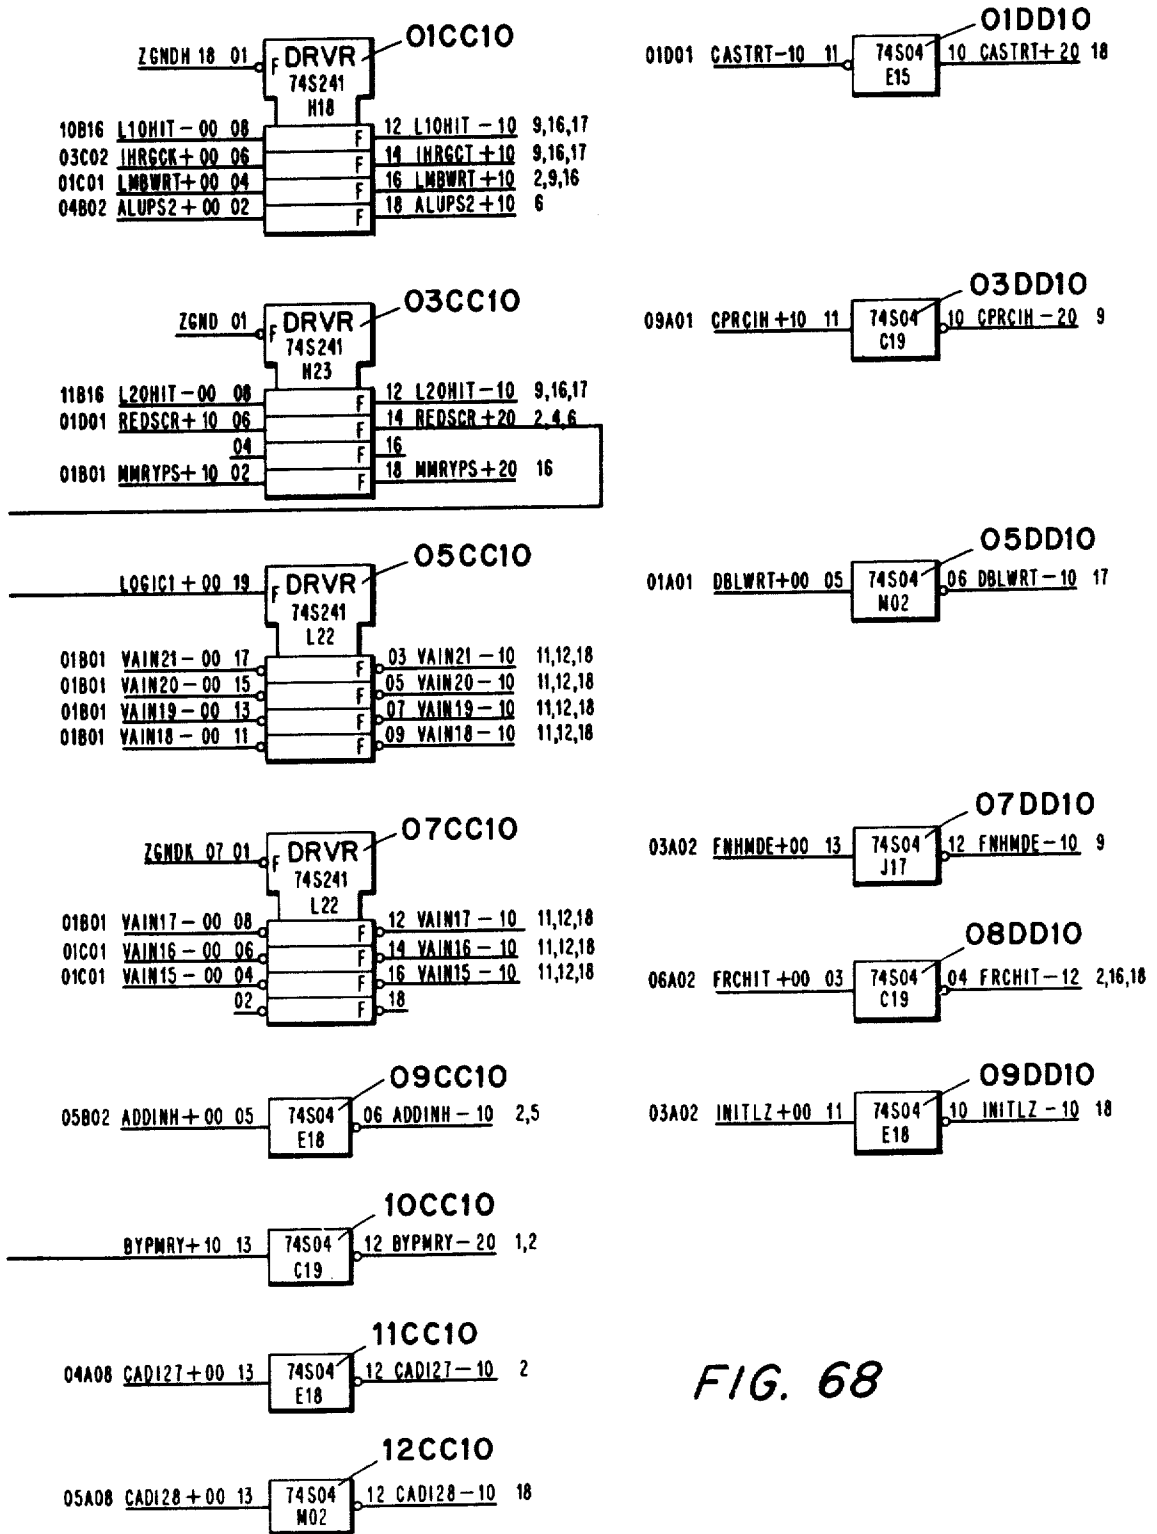 01CC10
ZGNDH 18 01 F DRVR
74S241
H18
10B16 L1OHIT-00 08 F 12 L1OHIT-10 9,16,17
03C02 IHRGCK+00 06 F 14 IHRGCT+10 9,16,17
01C01 LMBWRT+00 04 F 16 LMBWRT+10 2,9,16
04B02 ALUPS2+00 02 F 18 ALUPS2+10 6
03CC10
ZGND 01 F DRVR
74S241
H23
11B16 L2OHIT-00 08 F 12 L2OHIT-10 9,16,17
01D01 REDSCR+10 06 F 14 REDSCR+20 2,4,6
04 F 16
01B01 MMRYPS+10 02 F 18 MMRYPS+20 16
05CC10
LOGIC1+00 19 F DRVR
74S241
L22
01B01 VAIN21-00 17 F 03 VAIN21-10 11,12,18
01B01 VAIN20-00 15 F 05 VAIN20-10 11,12,18
01B01 VAIN19-00 13 F 07 VAIN19-10 11,12,18
01B01 VAIN18-00 11 F 09 VAIN18-10 11,12,18
07CC10
ZGNDK 07 01 F DRVR
74S241
L22
01B01 VAIN17-00 08 F 12 VAIN17-10 11,12,18
01C01 VAIN16-00 06 F 14 VAIN16-10 11,12,18
01C01 VAIN15-00 04 F 16 VAIN15-10 11,12,18
02 F 18
09CC10
05B02 ADDINH+00 05 74S04 06 ADDINH-10 2,5
E18
10CC10
BYPMRY+10 13 74S04 12 BYPMRY-20 1,2
C19
11CC10
04A08 CADI27+00 13 74S04 12 CADI27-10 2
E18
12CC10
05A08 CADI28+00 13 74S04 12 CADI28-10 18
M02
01DD10
01D01 CASTRT-10 11 74S04 10 CASTRT+20 18
E15
03DD10
09A01 CPRCIH+10 11 74S04 10 CPRCIH-20 9
C19
05DD10
01A01 DBLWRT+00 05 74S04 06 DBLWRT-10 17
M02
07DD10
03A02 FNHMDE+00 13 74S04 12 FNHMDE-10 9
J17
08DD10
06A02 FRCHIT+00 03 74S04 04 FRCHIT-12 2,16,18
C19
09DD10
03A02 INITLZ+00 11 74S04 10 INITLZ-10 18
E18
FIG. 68